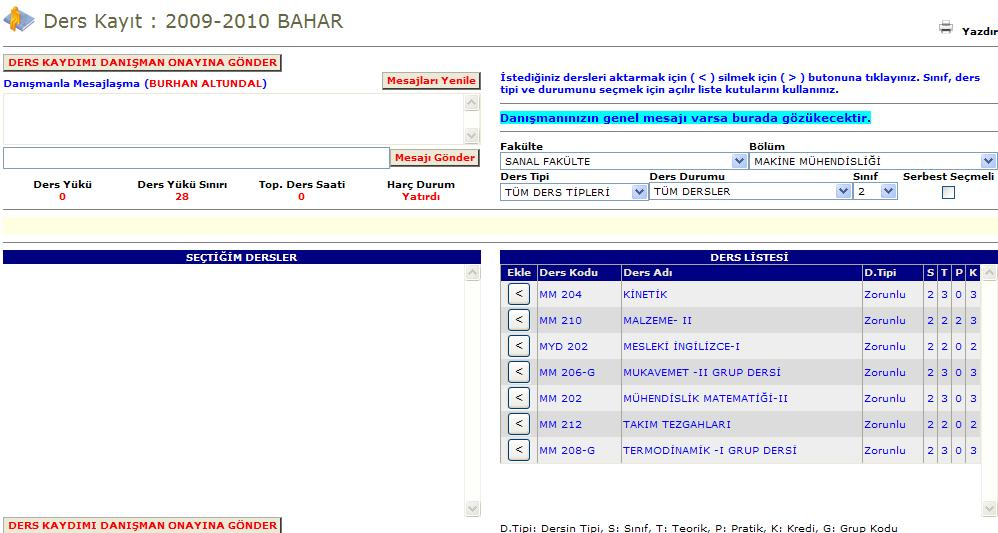 Ders Kayıt : 2009-2010 BAHAR
Yazdır
DERS KAYDIMI DANIŞMAN ONAYINA GÖNDER
Danışmanla Mesajlaşma (BURHAN ALTUNDAL)
Mesajları Yenile
Mesajı Gönder
Ders Yükü Ders Yükü Sınırı Top. Ders Saati Harç Durum
0 28 0 Yatırdı
İstediğiniz dersleri aktarmak için ( < ) silmek için ( > ) butonuna tıklayınız. Sınıf, ders
tipi ve durumunu seçmek için açılır liste kutularını kullanınız.
Danışmanınızın genel mesajı varsa burada gözükecektir.
Fakülte Bölüm
SANAL FAKÜLTE MAKİNE MÜHENDİSLİĞİ
Ders Tipi Ders Durumu Sınıf Serbest Seçmeli
TÜM DERS TİPLERİ TÜM DERSLER 2
SEÇTİĞİM DERSLER
DERS LİSTESİ
Ekle Ders Kodu Ders Adı D.Tipi S T P K
< MM 204 KİNETİK Zorunlu 2 3 0 3
< MM 210 MALZEME- II Zorunlu 2 2 2 3
< MYD 202 MESLEKİ İNGİLİZCE-I Zorunlu 2 2 0 2
< MM 206-G MUKAVEMET -II GRUP DERSİ Zorunlu 2 3 0 3
< MM 202 MÜHENDİSLİK MATEMATİĞİ-II Zorunlu 2 3 0 3
< MM 212 TAKIM TEZGAHLARI Zorunlu 2 2 0 2
< MM 208-G TERMODİNAMİK -I GRUP DERSİ Zorunlu 2 3 0 3
DERS KAYDIMI DANIŞMAN ONAYINA GÖNDER
D.Tipi: Dersin Tipi, S: Sınıf, T: Teorik, P: Pratik, K: Kredi, G: Grup Kodu